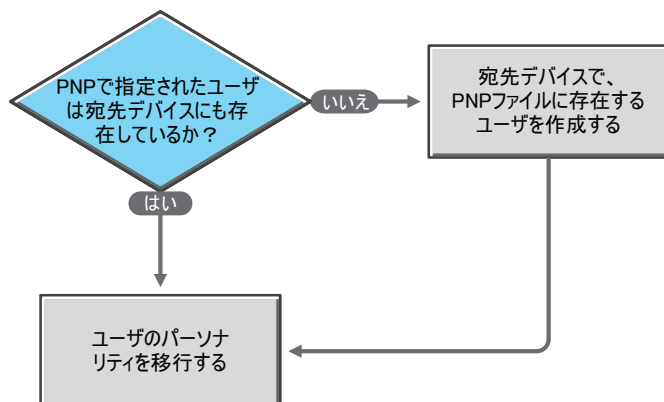 PNPで指定されたユーザ
は宛先デバイスにも存
在しているか？
いいえ
宛先デバイスで、
PNPファイルに存在する
ユーザを作成する
はい
ユーザのパーソナ
リティを移行する